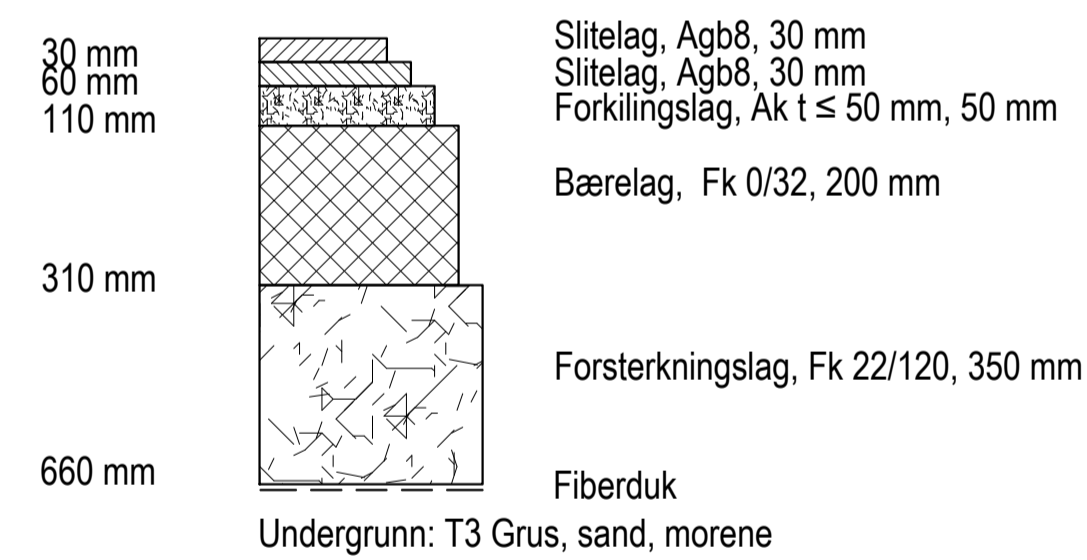 30 mm
60 mm
110 mm
310 mm
660 mm
Slitelag, Agb8, 30 mm
Slitelag, Agb8, 30 mm
Forkilingslag, Ak t ≤ 50 mm, 50 mm
Bærelag, Fk 0/32, 200 mm
Forsterkningslag, Fk 22/120, 350 mm
Fiberduk
Undergrunn: T3 Grus, sand, morene